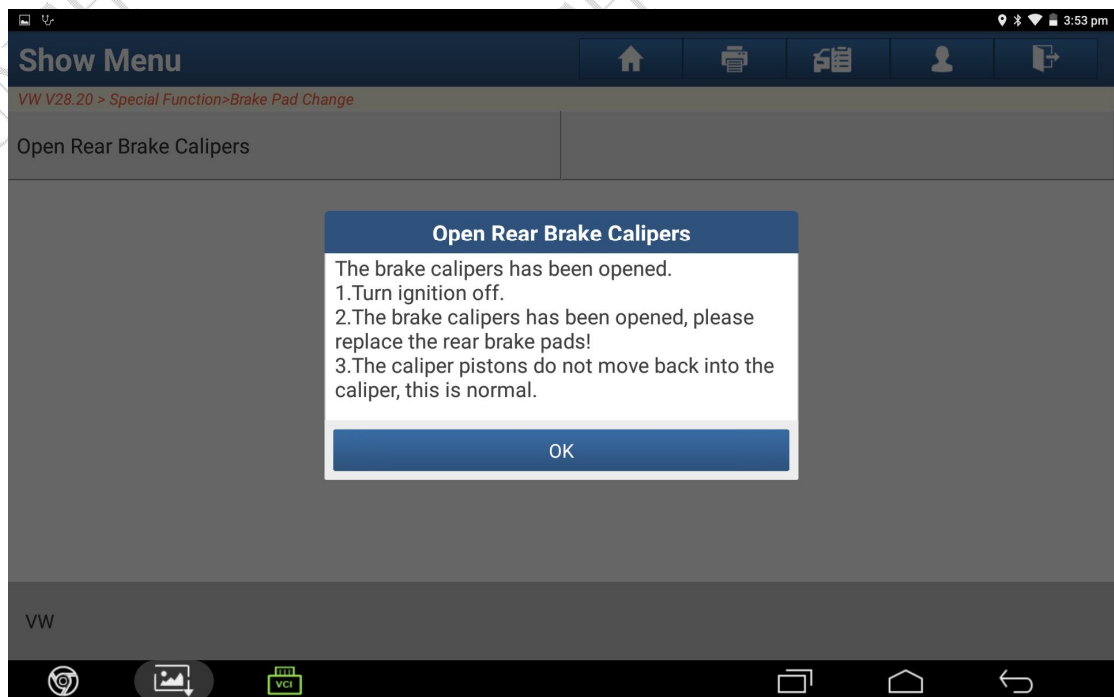 3:53 pm
Show Menu
VW V28.20 > Special Function>Brake Pad Change
Open Rear Brake Calipers
Open Rear Brake Calipers
The brake calipers has been opened.
1.Turn ignition off.
2.The brake calipers has been opened, please
replace the rear brake pads!
3.The caliper pistons do not move back into the
caliper, this is normal.
OK
VW
VCI